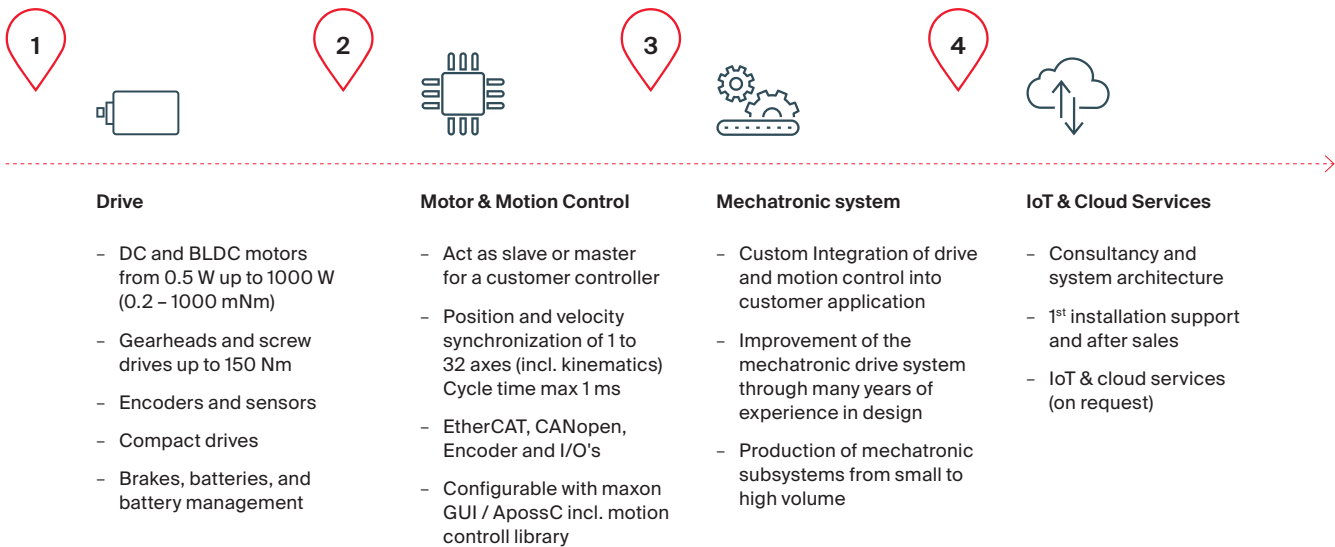 1
2
3
4
Drive
– DC and BLDC motors
from 0.5 W up to 1000 W
(0.2 – 1000 mNm)
– Gearheads and screw
drives up to 150 Nm
– Encoders and sensors
– Compact drives
– Brakes, batteries, and
battery management
Motor & Motion Control
– Act as slave or master
for a customer controller
– Position and velocity
synchronization of 1 to
32 axes (incl. kinematics)
Cycle time max 1 ms
– EtherCAT, CANopen,
Encoder and I/O's
– Configurable with maxon
GUI / ApossC incl. motion
controll library
Mechatronic system
– Custom Integration of drive
and motion control into
customer application
– Improvement of the
mechatronic drive system
through many years of
experience in design
– Production of mechatronic
subsystems from small to
high volume
IoT & Cloud Services
– Consultancy and
system architecture
– 1st installation support
and after sales
– IoT & cloud services
(on request)